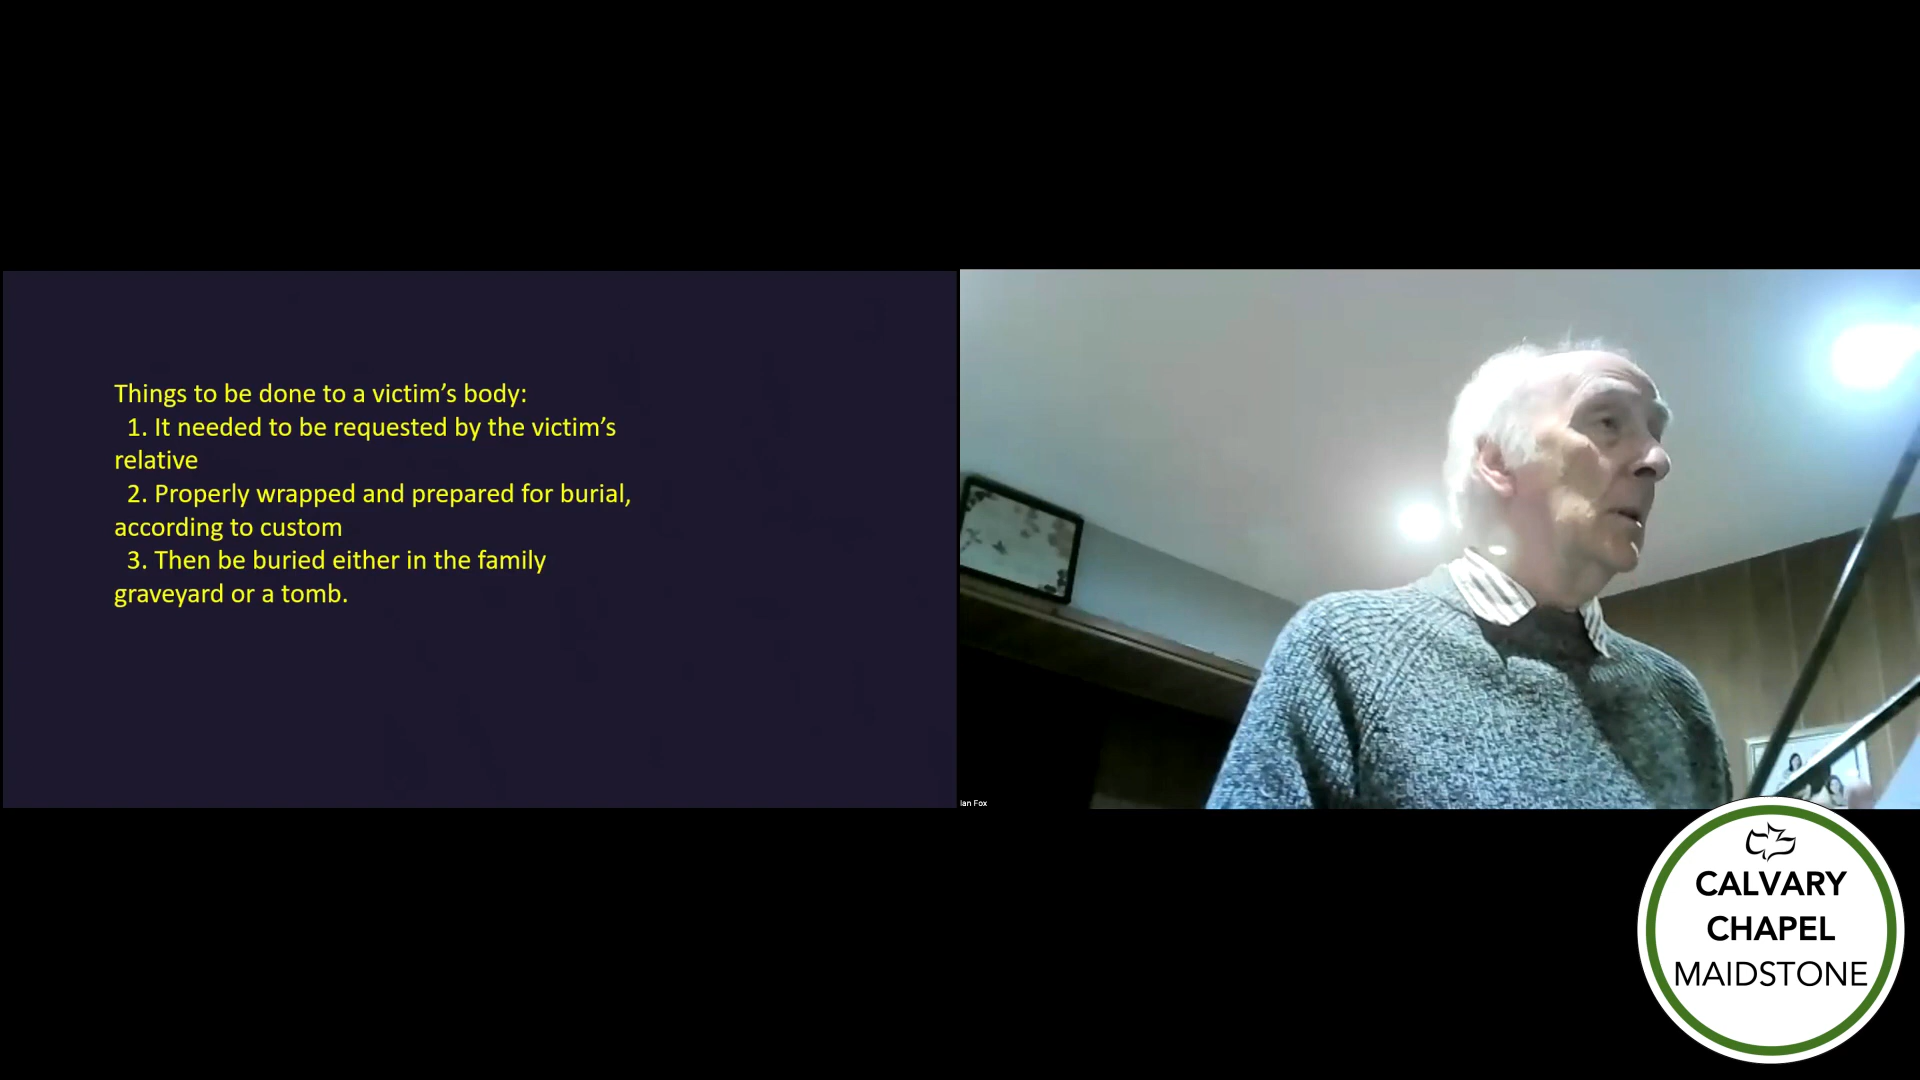 Things to be done to a victim’s body:
1. It needed to be requested by the victim’s
relative
2. Properly wrapped and prepared for burial,
according to custom
3. Then be buried either in the family
graveyard or a tomb.
Ian Fox
CALVARY
CHAPEL
MAIDSTONE